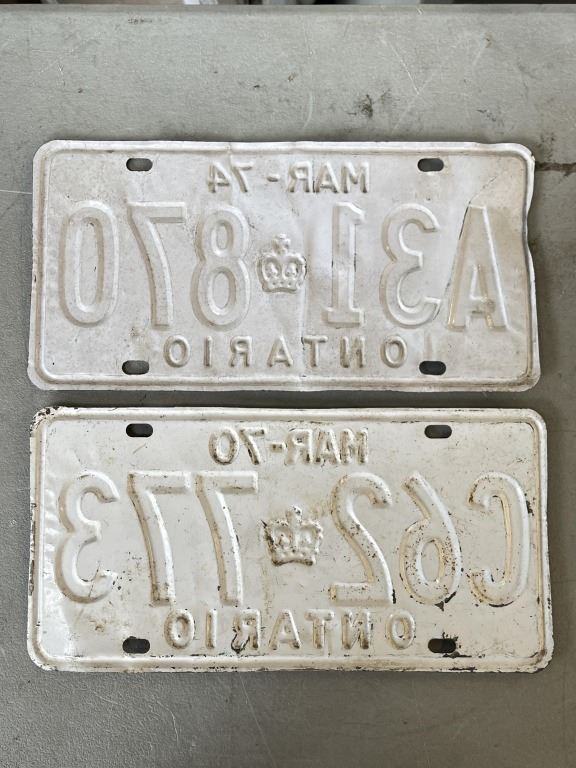 MAR-74
A31 870
ONTARIO
MAR-70
C62 773
ONTARIO